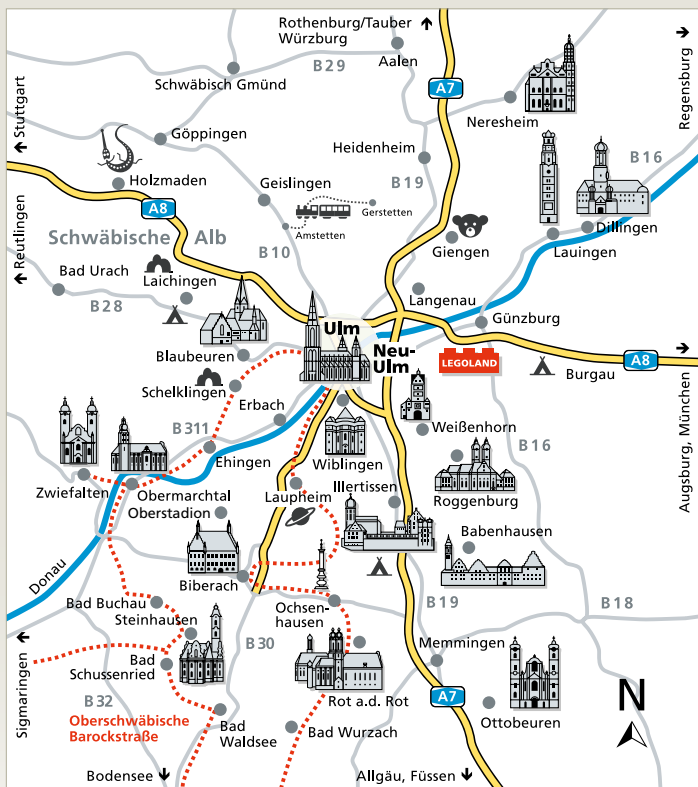 Rothenburg/Tauber
Würzburg
Aalen
B29
A7
Regensburg
Schwäbisch Gmünd
Stuttgart
Göppingen
Neresheim
Heidenheim
B16
Holzmaden
Geislingen
B19
Gerstetten
A8
Amstetten
Dillingen
Reutlingen
Schwäbische Alb
Giengen
Lauingen
B10
Bad Urach
Laichingen
Langenau
B28
Günzburg
Ulm
Blaubeuren
Neu-
Ulm
LEGOLAND
A8
Burgau
Schelklingen
Augsburg, München
Erbach
B311
Weißenhorn
B16
Ehingen
Wiblingen
Zwiefalten
Obermarchtal
Laupheim
Illertissen
Roggenburg
Oberstadion
Babenhausen
Donau
Biberach
Bad Buchau
Ochsen-
hausen
B19
B18
Steinhausen
B30
Memmingen
Sigmaringen
Bad
Schussenried
N
B32
Rot a.d. Rot
A7
Ottobeuren
Oberschwäbische
Barockstraße
Bad
Waldsee
Bad Wurzach
Bodensee
Allgäu, Füssen